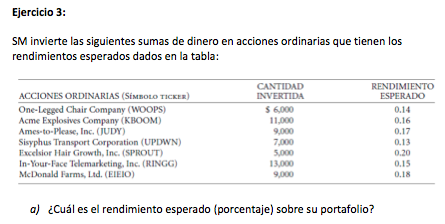 Ejercicio 3:
SM invierte las siguientes sumas de dinero en acciones ordinarias que tienen los
rendimientos esperados dados en la tabla:
CANTIDAD RENDIMIENTO
ACCIONES ORDINARIAS (SÍMBOLO TICKER) INVERTIDA ESPERADO
One-Legged Chair Company (WOOPS) $ 6,000 0.14
Acme Explosives Company (KBOOM) 11,000 0.16
Ames-to-Please, Inc. (JUDY) 9,000 0.17
Sisyphus Transport Corporation (UPDWN) 7,000 0.13
Excelsior Hair Growth, Inc. (SPROUT) 5,000 0.20
In-Your-Face Telemarketing, Inc. (RINGG) 13,000 0.15
McDonald Farms, Ltd. (EIEIO) 9,000 0.18
a) ¿Cuál es el rendimiento esperado (porcentaje) sobre su portafolio?